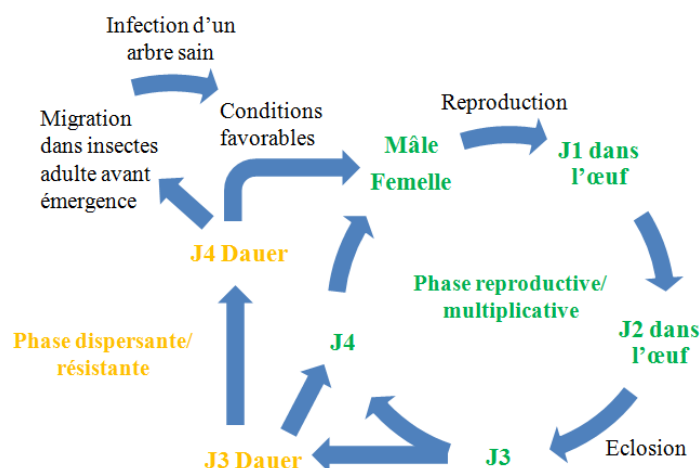 Infection d'un
arbre sain
Migration
dans insectes
adulte avant
émergence
Conditions
favorables
Reproduction
Mâle
Femelle
J1 dans
l'œuf
J4 Dauer
Phase reproductive/
multiplicative
J2 dans
l'œuf
Phase dispersante/
résistante
J4
J3 Dauer
J3
Eclosion